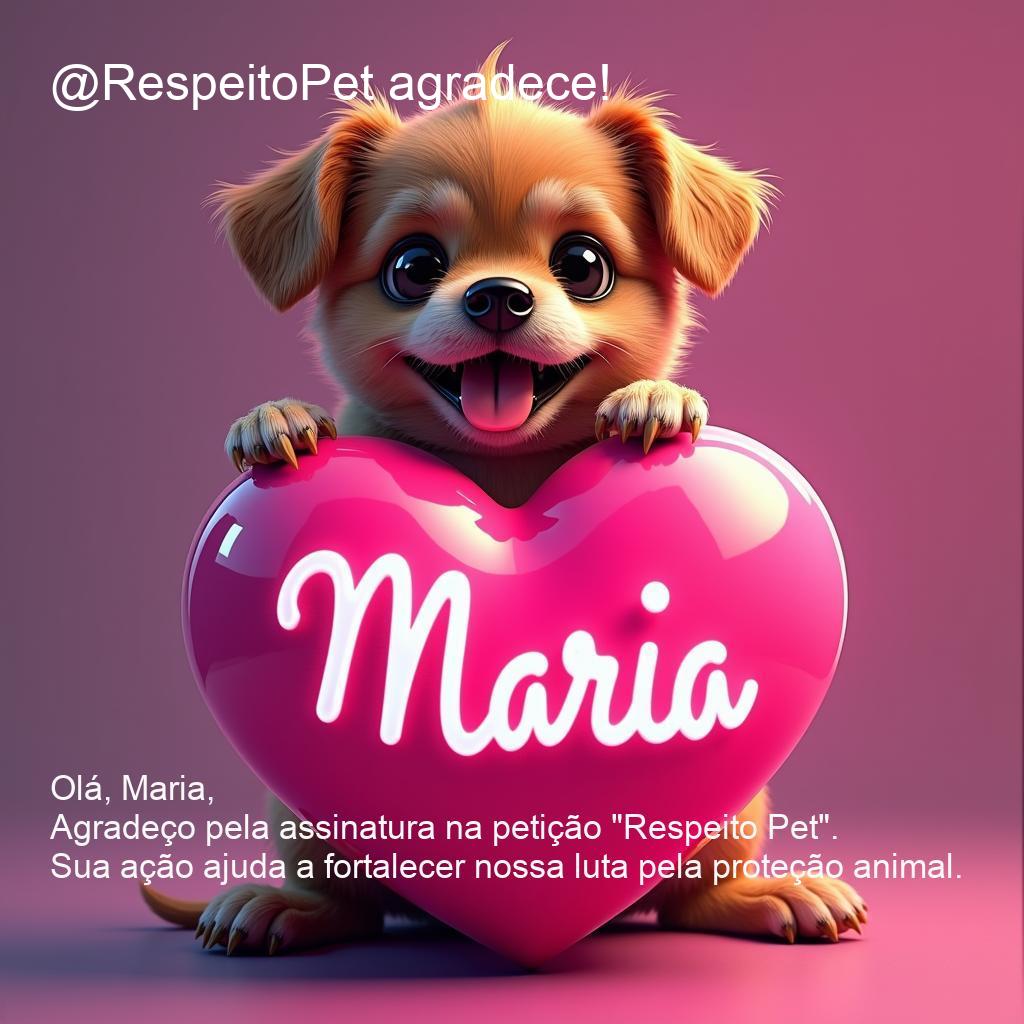 @RespeitoPet agradece!
Maria
Olá, Maria,
Agradeço pela assinatura na petição "Respeito Pet".
Sua ação ajuda a fortalecer nossa luta pela proteção animal.